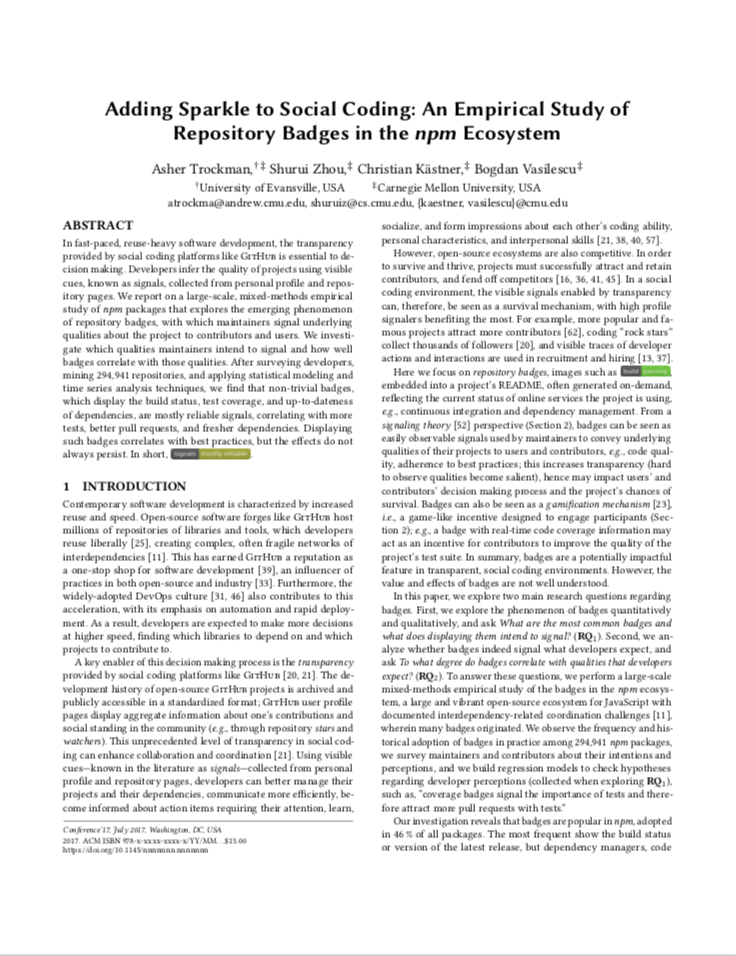 Adding Sparkle to Social Coding: An Empirical Study of
Repository Badges in the npm Ecosystem
Asher Trockman,†‡ Shurui Zhou,‡ Christian Kästner,‡ Bogdan Vasilescu‡
†University of Evansville, USA ‡Carnegie Mellon University, USA
atrockma@andrew.cmu.edu, shuruiz@cs.cmu.edu, {kaestner, vasilescu}@cmu.edu
ABSTRACT
In fast-paced, reuse-heavy software development, the transparency
provided by social coding platforms like GitHub is essential to de-
cision making. Developers infer the quality of projects using visible
cues, known as signals, collected from personal profile and repos-
itory pages. We report on a large-scale, mixed-methods empirical
study of npm packages that explores the emerging phenomenon
of repository badges, with which maintainers signal underlying
qualities about the project to contributors and users. We investi-
gate which qualities maintainers intend to signal and how well
badges correlate with those qualities. After surveying developers,
mining 294,941 repositories, and applying statistical modeling and
time series analysis techniques, we find that non-trivial badges,
which display the build status, test coverage, and up-to-dateness
of dependencies, are mostly reliable signals, correlating with more
tests, better pull requests, and fresher dependencies. Displaying
such badges correlates with best practices, but the effects do not
always persist. In short, signals mostly reliable .
1 INTRODUCTION
Contemporary software development is characterized by increased
reuse and speed. Open-source software forges like GitHub host
millions of repositories of libraries and tools, which developers
reuse liberally [25], creating complex, often fragile networks of
interdependencies [11]. This has earned GitHub a reputation as
a one-stop shop for software development [39], an influencer of
practices in both open-source and industry [33]. Furthermore, the
widely-adopted DevOps culture [31, 46] also contributes to this
acceleration, with its emphasis on automation and rapid deploy-
ment. As a result, developers are expected to make more decisions
at higher speed, finding which libraries to depend on and which
projects to contribute to.
A key enabler of this decision making process is the transparency
provided by social coding platforms like GitHub [20, 21]. The de-
velopment history of open-source GitHub projects is archived and
publicly accessible in a standardized format; GitHub user profile
pages display aggregate information about one's contributions and
social standing in the community (e.g., through repository stars and
watchers). This unprecedented level of transparency in social cod-
ing can enhance collaboration and coordination [21]. Using visible
cues—known in the literature as signals—collected from personal
profile and repository pages, developers can better manage their
projects and their dependencies, communicate more efficiently, be-
come informed about action items requiring their attention, learn,
Conference'17, July 2017, Washington, DC, USA
2017. ACM ISBN 978-x-xxxx-xxxx-x/YY/MM...$15.00
https://doi.org/10.1145/nnnnnnn.nnnnnnn
socialize, and form impressions about each other's coding ability,
personal characteristics, and interpersonal skills [21, 38, 40, 57].
However, open-source ecosystems are also competitive. In order
to survive and thrive, projects must successfully attract and retain
contributors, and fend off competitors [16, 36, 41, 45]. In a social
coding environment, the visible signals enabled by transparency
can, therefore, be seen as a survival mechanism, with high profile
signalers benefiting the most. For example, more popular and fa-
mous projects attract more contributors [62], coding "rock stars"
collect thousands of followers [20], and visible traces of developer
actions and interactions are used in recruitment and hiring [13, 37].
Here we focus on repository badges, images such as build passing ,
embedded into a project's README, often generated on-demand,
reflecting the current status of online services the project is using,
e.g., continuous integration and dependency management. From a
signaling theory [52] perspective (Section 2), badges can be seen as
easily observable signals used by maintainers to convey underlying
qualities of their projects to users and contributors, e.g., code qual-
ity, adherence to best practices; this increases transparency (hard
to observe qualities become salient), hence may impact users' and
contributors' decision making process and the project's chances of
survival. Badges can also be seen as a gamification mechanism [23],
i.e., a game-like incentive designed to engage participants (Sec-
tion 2); e.g., a badge with real-time code coverage information may
act as an incentive for contributors to improve the quality of the
project's test suite. In summary, badges are a potentially impactful
feature in transparent, social coding environments. However, the
value and effects of badges are not well understood.
In this paper, we explore two main research questions regarding
badges. First, we explore the phenomenon of badges quantitatively
and qualitatively, and ask What are the most common badges and
what does displaying them intend to signal? (RQ1). Second, we an-
alyze whether badges indeed signal what developers expect, and
ask To what degree do badges correlate with qualities that developers
expect? (RQ2). To answer these questions, we perform a large-scale
mixed-methods empirical study of the badges in the npm ecosys-
tem, a large and vibrant open-source ecosystem for JavaScript with
documented interdependency-related coordination challenges [11],
wherein many badges originated. We observe the frequency and his-
torical adoption of badges in practice among 294,941 npm packages,
we survey maintainers and contributors about their intentions and
perceptions, and we build regression models to check hypotheses
regarding developer perceptions (collected when exploring RQ1),
such as, "coverage badges signal the importance of tests and there-
fore attract more pull requests with tests."
Our investigation reveals that badges are popular in npm, adopted
in 46 % of all packages. The most frequent show the build status
or version of the latest release, but dependency managers, code